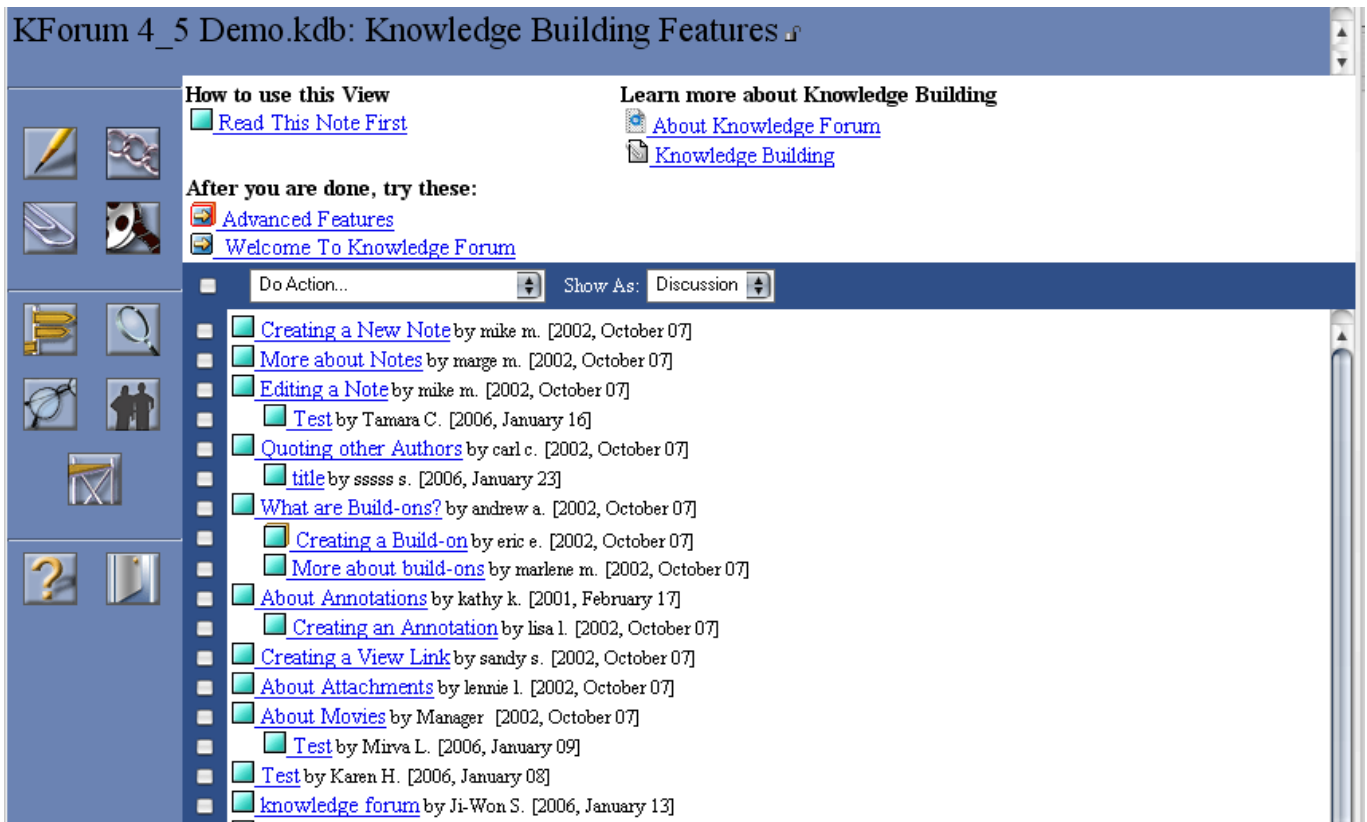 KForum 4_5 Demo.kdb: Knowledge Building Features
How to use this View
Read This Note First
Learn more about Knowledge Building
About Knowledge Forum
Knowledge Building
After you are done, try these:
Advanced Features
Welcome To Knowledge Forum
Do Action... Show As: Discussion
Creating a New Note by mike m. [2002, October 07]
More about Notes by marge m. [2002, October 07]
Editing a Note by mike m. [2002, October 07]
Test by Tamara C. [2006, January 16]
Quoting other Authors by carl c. [2002, October 07]
title by sssss s. [2006, January 23]
What are Build-ons? by andrew a. [2002, October 07]
Creating a Build-on by eric e. [2002, October 07]
More about build-ons by marlene m. [2002, October 07]
About Annotations by kathy k. [2001, February 17]
Creating an Annotation by lisa l. [2002, October 07]
Creating a View Link by sandy s. [2002, October 07]
About Attachments by lennie l. [2002, October 07]
About Movies by Manager [2002, October 07]
Test by Mirva L. [2006, January 09]
Test by Karen H. [2006, January 08]
knowledge forum by Ji-Won S. [2006, January 13]